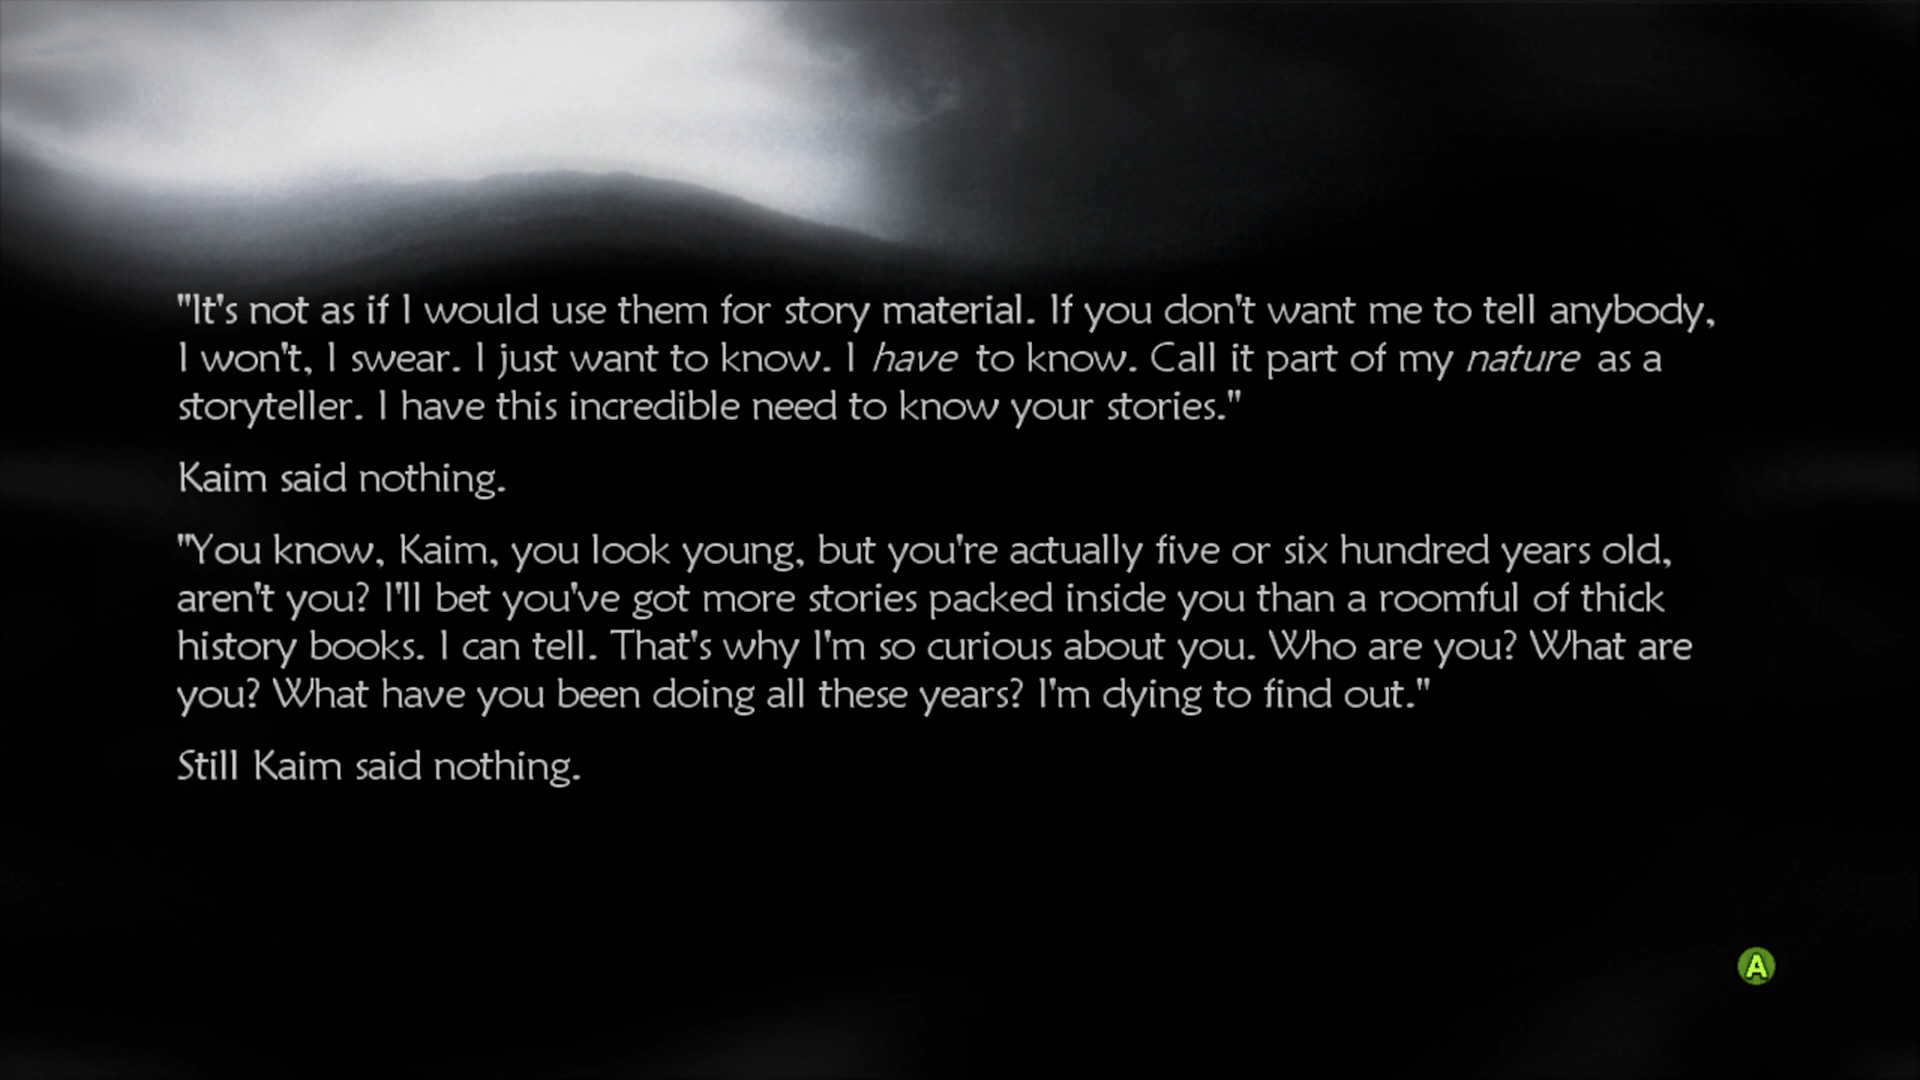 "It's not as if I would use them for story material. If you don't want me to tell anybody,
I won't, I swear. I just want to know. I have to know. Call it part of my nature as a
storyteller. I have this incredible need to know your stories."
Kaim said nothing.
"You know, Kaim, you look young, but you're actually five or six hundred years old,
aren't you? I'll bet you've got more stories packed inside you than a roomful of thick
history books. I can tell. That's why I'm so curious about you. Who are you? What are
you? What have you been doing all these years? I'm dying to find out."
Still Kaim said nothing.
A